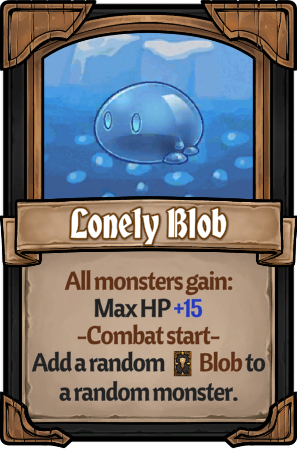 Lonely Blob
All monsters gain:
Max HP +15
-Combat start-
Add a random Blob to
a random monster.